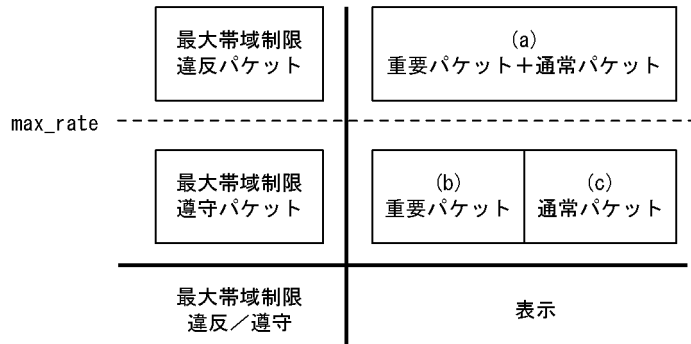 最大帯域制限
違反パケット
(a)
重要パケット＋通常パケット
max_rate
最大帯域制限
遵守パケット
(b)
重要パケット
(c)
通常パケット
最大帯域制限
違反／遵守
表示